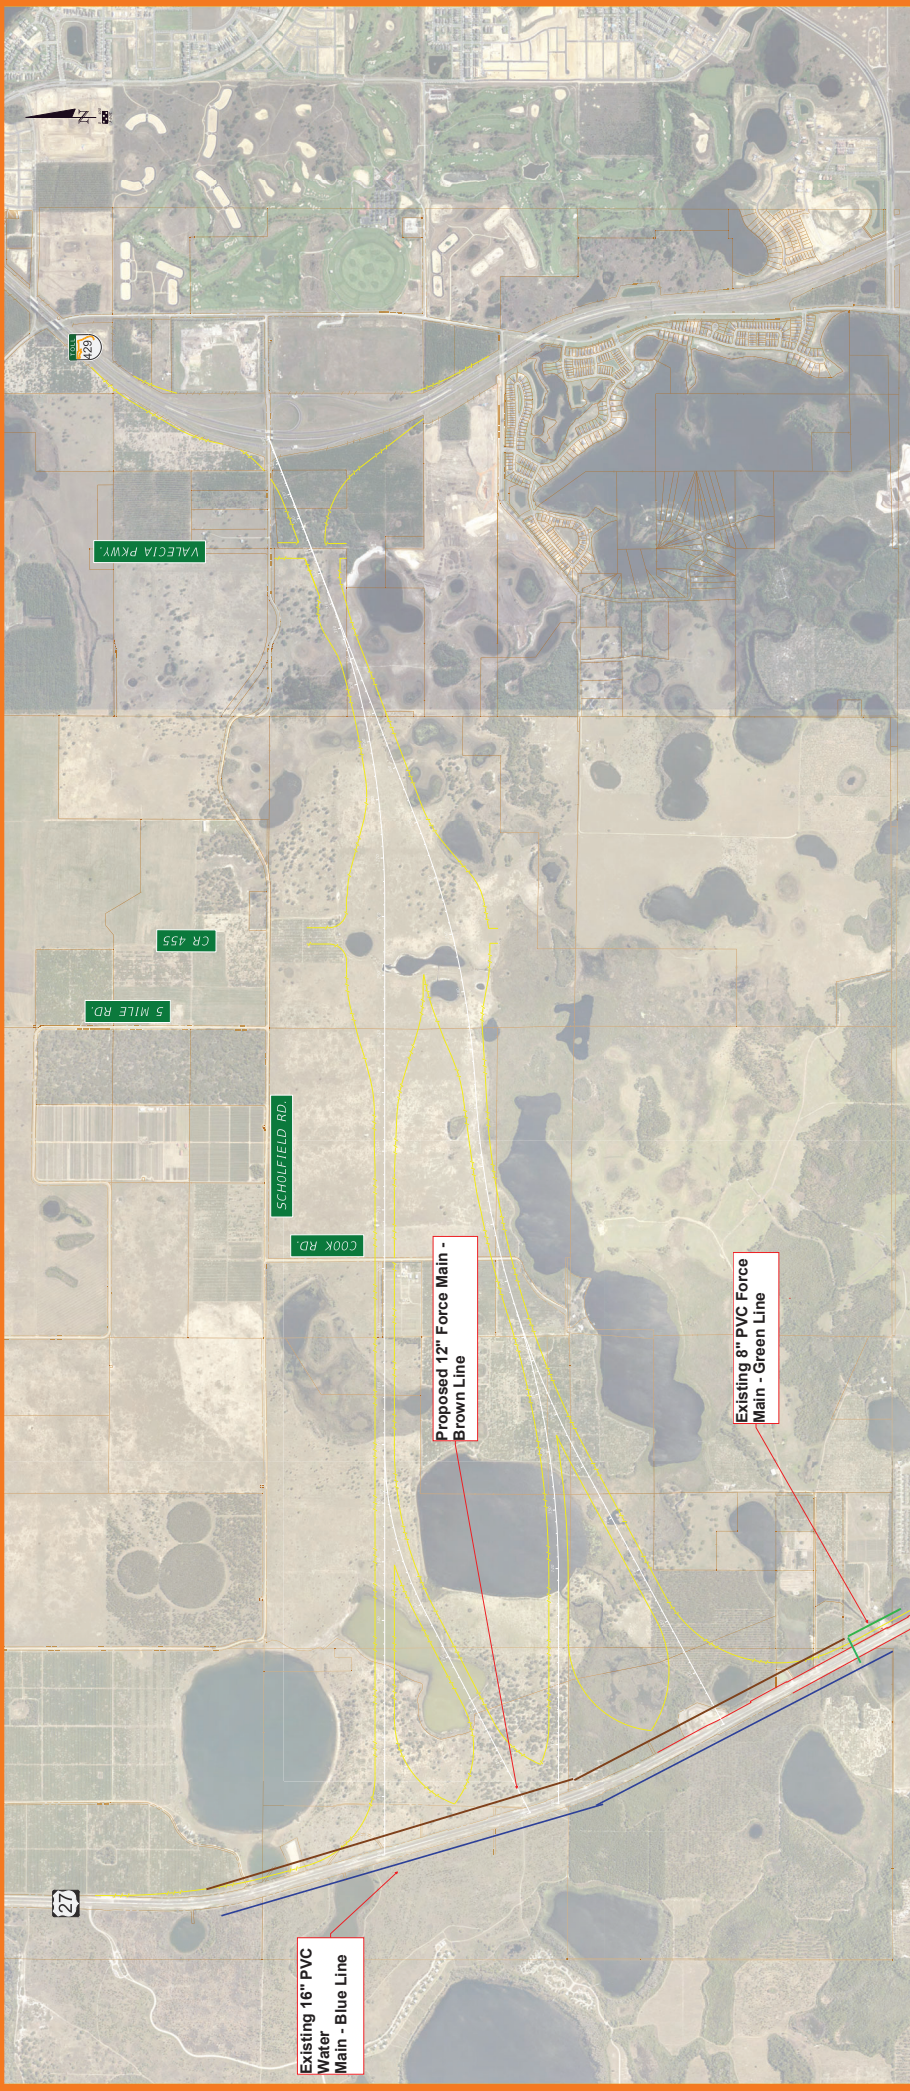 N
TOLL
429
VALECIA PKWY.
CR 455
5 MILE RD.
SCHOLFIELD RD.
COOK RD.
Proposed 12" Force Main -
Brown Line
Existing 8" PVC Force
Main - Green Line
27
Existing 16" PVC
Water
Main - Blue Line